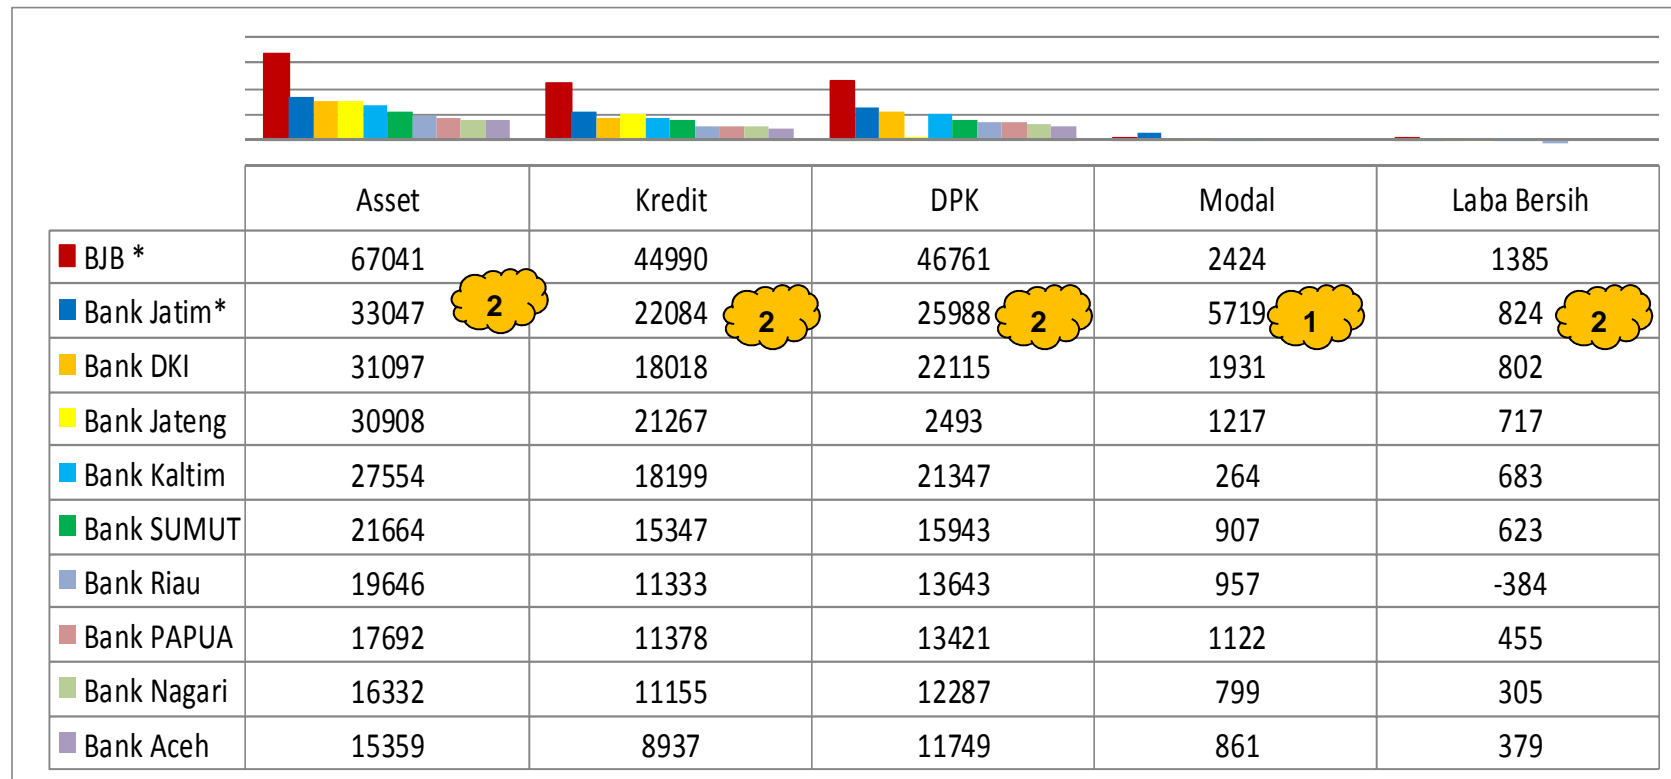 Asset Kredit DPK Modal Laba Bersih
BJB * 67041 44990 46761 2424 1385
Bank Jatim* 33047 2 22084 2 25988 2 5719 1 824 2
Bank DKI 31097 18018 22115 1931 802
Bank Jateng 30908 21267 2493 1217 717
Bank Kaltim 27554 18199 21347 264 683
Bank SUMUT 21664 15347 15943 907 623
Bank Riau 19646 11333 13643 957 -384
Bank PAPUA 17692 11378 13421 1122 455
Bank Nagari 16332 11155 12287 799 305
Bank Aceh 15359 8937 11749 861 379